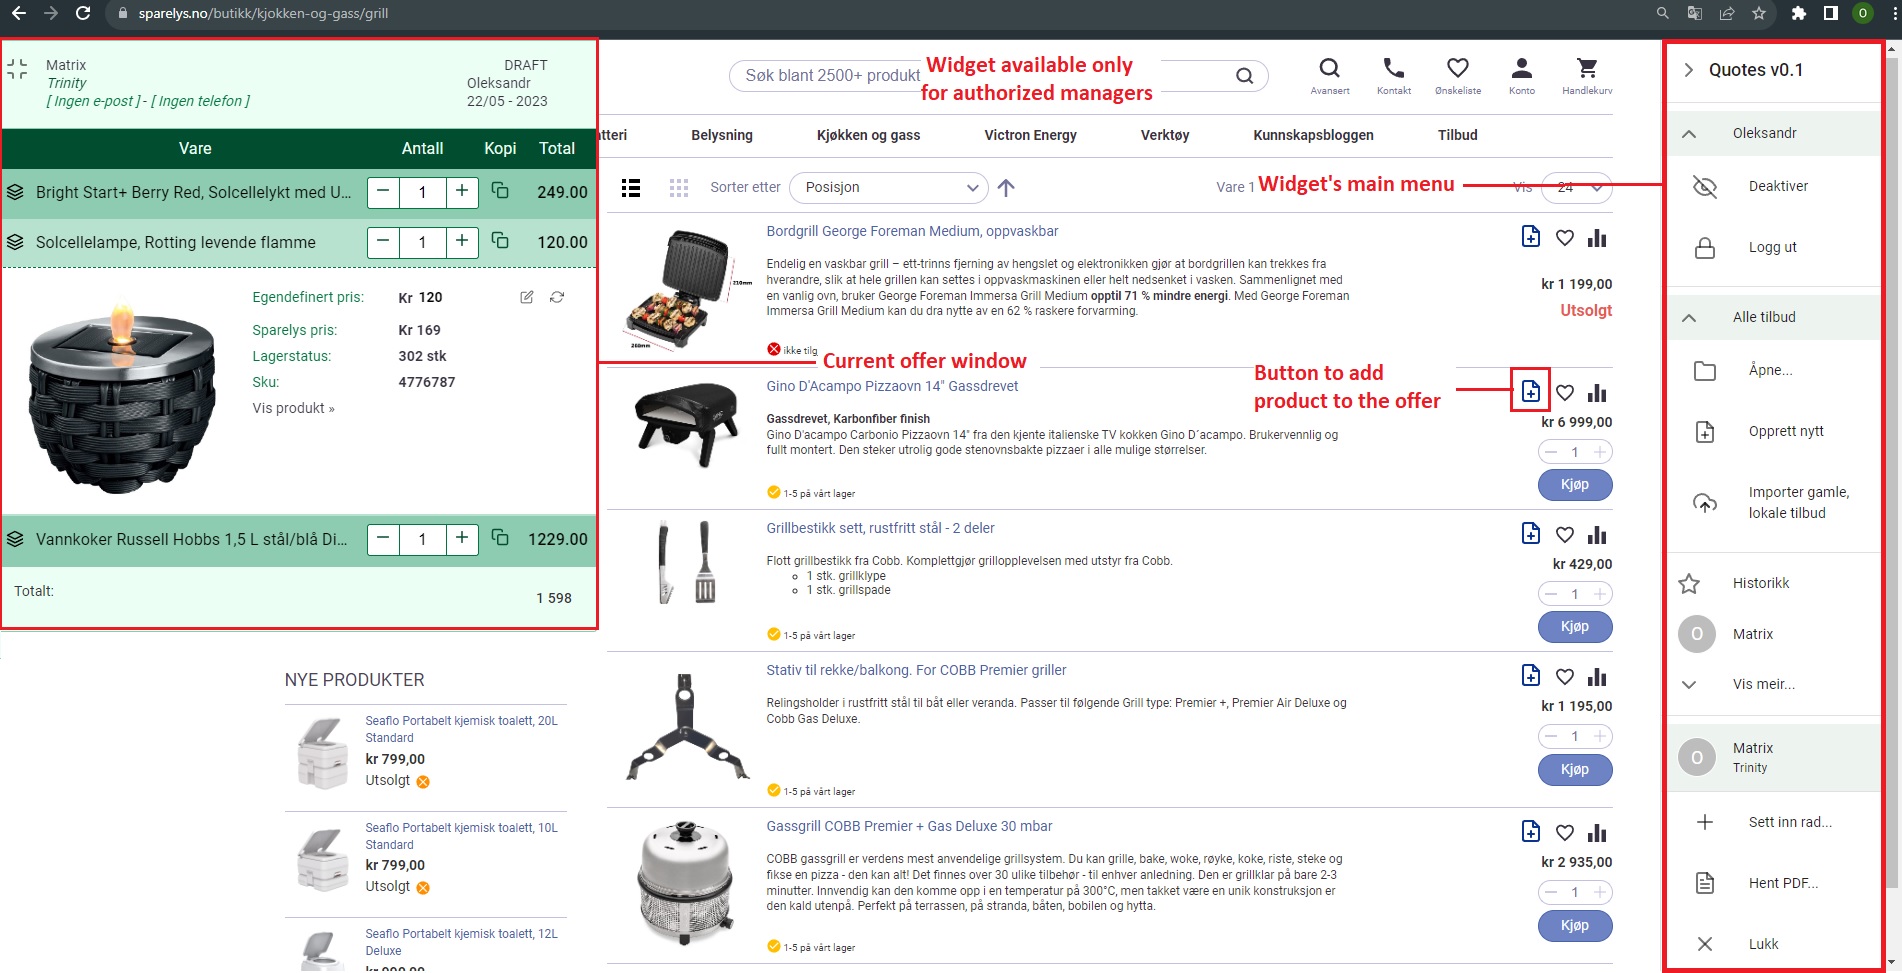 sparelys.no/butikk/kjokken-og-gass/grill
O
Matrix
DRAFT
Trinity
Oleksandr
[ Ingen e-post ] - [ Ingen telefon ]
22/05 - 2023
Vare
Antall
Kopi
Total
Bright Start+ Berry Red, Solcellelykt med U...
1
249.00
Solcellelampe, Rotting levende flamme
1
120.00
Egendefinert pris:
Kr 120
Sparelys pris:
Kr 169
Lagerstatus:
302 stk
Sku:
4776787
Vis produkt »
Vannkoker Russell Hobbs 1,5 L stål/blå Di...
1
1229.00
Totalt:
1 598
NYE PRODUKTER
Seaflo Portabelt kjemisk toalett, 20L
Standard
kr 799,00
Utsolgt
Seaflo Portabelt kjemisk toalett, 10L
Standard
kr 799,00
Utsolgt
Seaflo Portabelt kjemisk toalett, 12L
Deluxe
Søk blant 2500+ produkt
Widget available only
for authorized managers
Avansert
Kontakt
Ønskeliste
Konto
Handlekurv
tteri
Belysning
Kjøkken og gass
Victron Energy
Verktøy
Kunnskapsbloggen
Tilbud
Sorter etter
Posisjon
Vare 1
Widget's main menu
Vis
24
Bordgrill George Foreman Medium, oppvaskbar
Endelig en vaskbar grill – ett-trinns fjerning av hengslet og elektronikken gjør at bordgrillen kan trekkes fra
hverandre, slik at hele grillen kan settes i oppvaskmaskinen eller helt nedsenket i vasken. Sammenlignet med
en vanlig ovn, bruker George Foreman Immersa Grill Medium opptil 71 % mindre energi. Med George Foreman
Immersa Grill Medium kan du dra nytte av en 62 % raskere forvarming.
210mm
260mm
kr 1 199,00
Utsolgt
ikke tilg
Current offer window
Gino D'Acampo Pizzaovn 14" Gassdrevet
Button to add
product to the offer
Gassdrevet, Karbonfiber finish
Gino D'acampo Carbonio Pizzaovn 14" fra den kjente italienske TV kokken Gino D´acampo. Brukervennlig og
fullt montert. Den steker utrolig gode stenovnsbakte pizzaer i alle mulige størrelser.
kr 6 999,00
1
Kjøp
1-5 på vårt lager
Grillbestikk sett, rustfritt stål - 2 deler
Flott grillbestikk fra Cobb. Komplettgjør grillopplevelsen med utstyr fra Cobb.
1 stk. grillklype
1 stk. grillspade
kr 429,00
1
Kjøp
1-5 på vårt lager
Stativ til rekke/balkong. For COBB Premier griller
Relingsholder i rustfritt stål til båt eller veranda. Passer til følgende Grill type: Premier +, Premier Air Deluxe og
Cobb Gas Deluxe.
kr 1 195,00
1
Kjøp
1-5 på vårt lager
Gassgrill COBB Premier + Gas Deluxe 30 mbar
COBB gassgrill er verdens mest anvendelige grillsystem. Du kan grille, bake, woke, røyke, koke, riste, steke og
fikse en pizza - den kan alt! Det finnes over 30 ulike tilbehør - til enhver anledning. Den er grillklar på bare 2-3
minutter. Innvendig kan den komme opp i en temperatur på 300°C, men takket være en unik konstruksjon er
den kald utenpå. Perfekt på terrassen, på stranda, båten, bobilen og hytta.
kr 2 935,00
1
Kjøp
1-5 på vårt lager
Quotes v0.1
Oleksandr
Deaktiver
Logg ut
Alle tilbud
Åpne...
Opprett nytt
Importer gamle,
lokale tilbud
Historikk
O
Matrix
Vis meir...
O
Matrix
Trinity
Sett inn rad...
Hent PDF...
Lukk